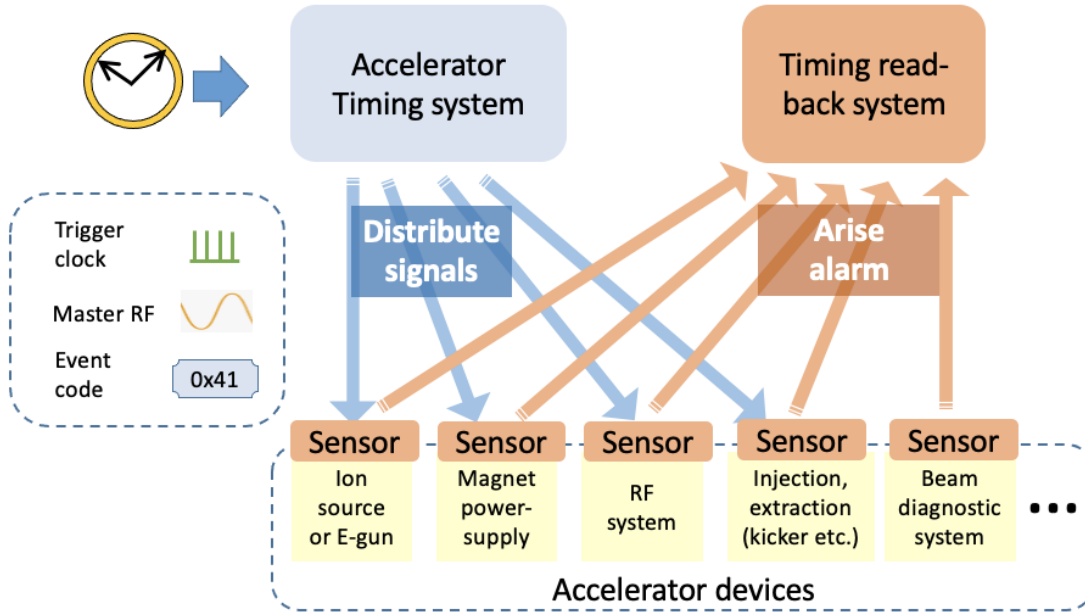 Accelerator
Timing system
Timing read-
back system
Trigger
clock
Master RF
Event
code
0x41
Distribute
signals
Arise
alarm
Sensor
Sensor
Sensor
Sensor
Sensor
Ion
source
or E-gun
Magnet
power-
supply
RF
system
Injection,
extraction
(kicker etc.)
Beam
diagnostic
system
...
Accelerator devices